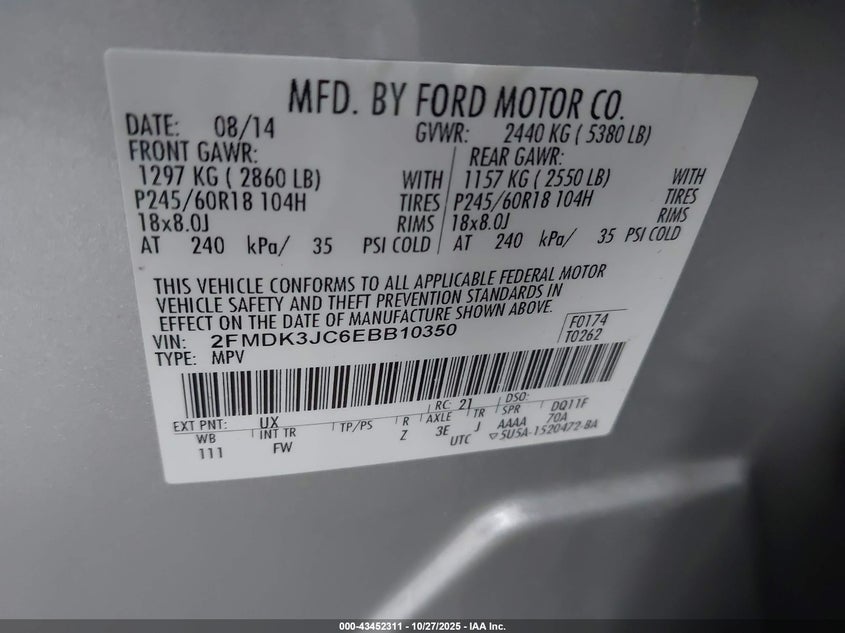 MFD. BY FORD MOTOR CO.
DATE: 08/14 GVWR: 2440 KG ( 5380 LB)
FRONT GAWR: REAR GAWR:
1297 KG ( 2860 LB) WITH 1157 KG ( 2550 LB) WITH
P245/60R18 104H TIRES P245/60R18 104H TIRES
18x8.0J RIMS 18x8.0J RIMS
AT 240 kPa/ 35 PSI COLD AT 240 kPa/ 35 PSI COLD
THIS VEHICLE CONFORMS TO ALL APPLICABLE FEDERAL MOTOR
VEHICLE SAFETY AND THEFT PREVENTION STANDARDS IN
EFFECT ON THE DATE OF MANUFACTURE SHOWN ABOVE.
VIN: 2FMDK3JC6EBB10350 F0174
TYPE: MPV T0262
EXT PNT: UX RC: 21 DSO:
WB INT TR TP/PS R AXLE TR SPR DQ11F
111 FW Z 3E J AAAA 70A
UTC ▽5U5A-1520472-BA
000-43452311 - 10/27/2025 - IAA Inc.